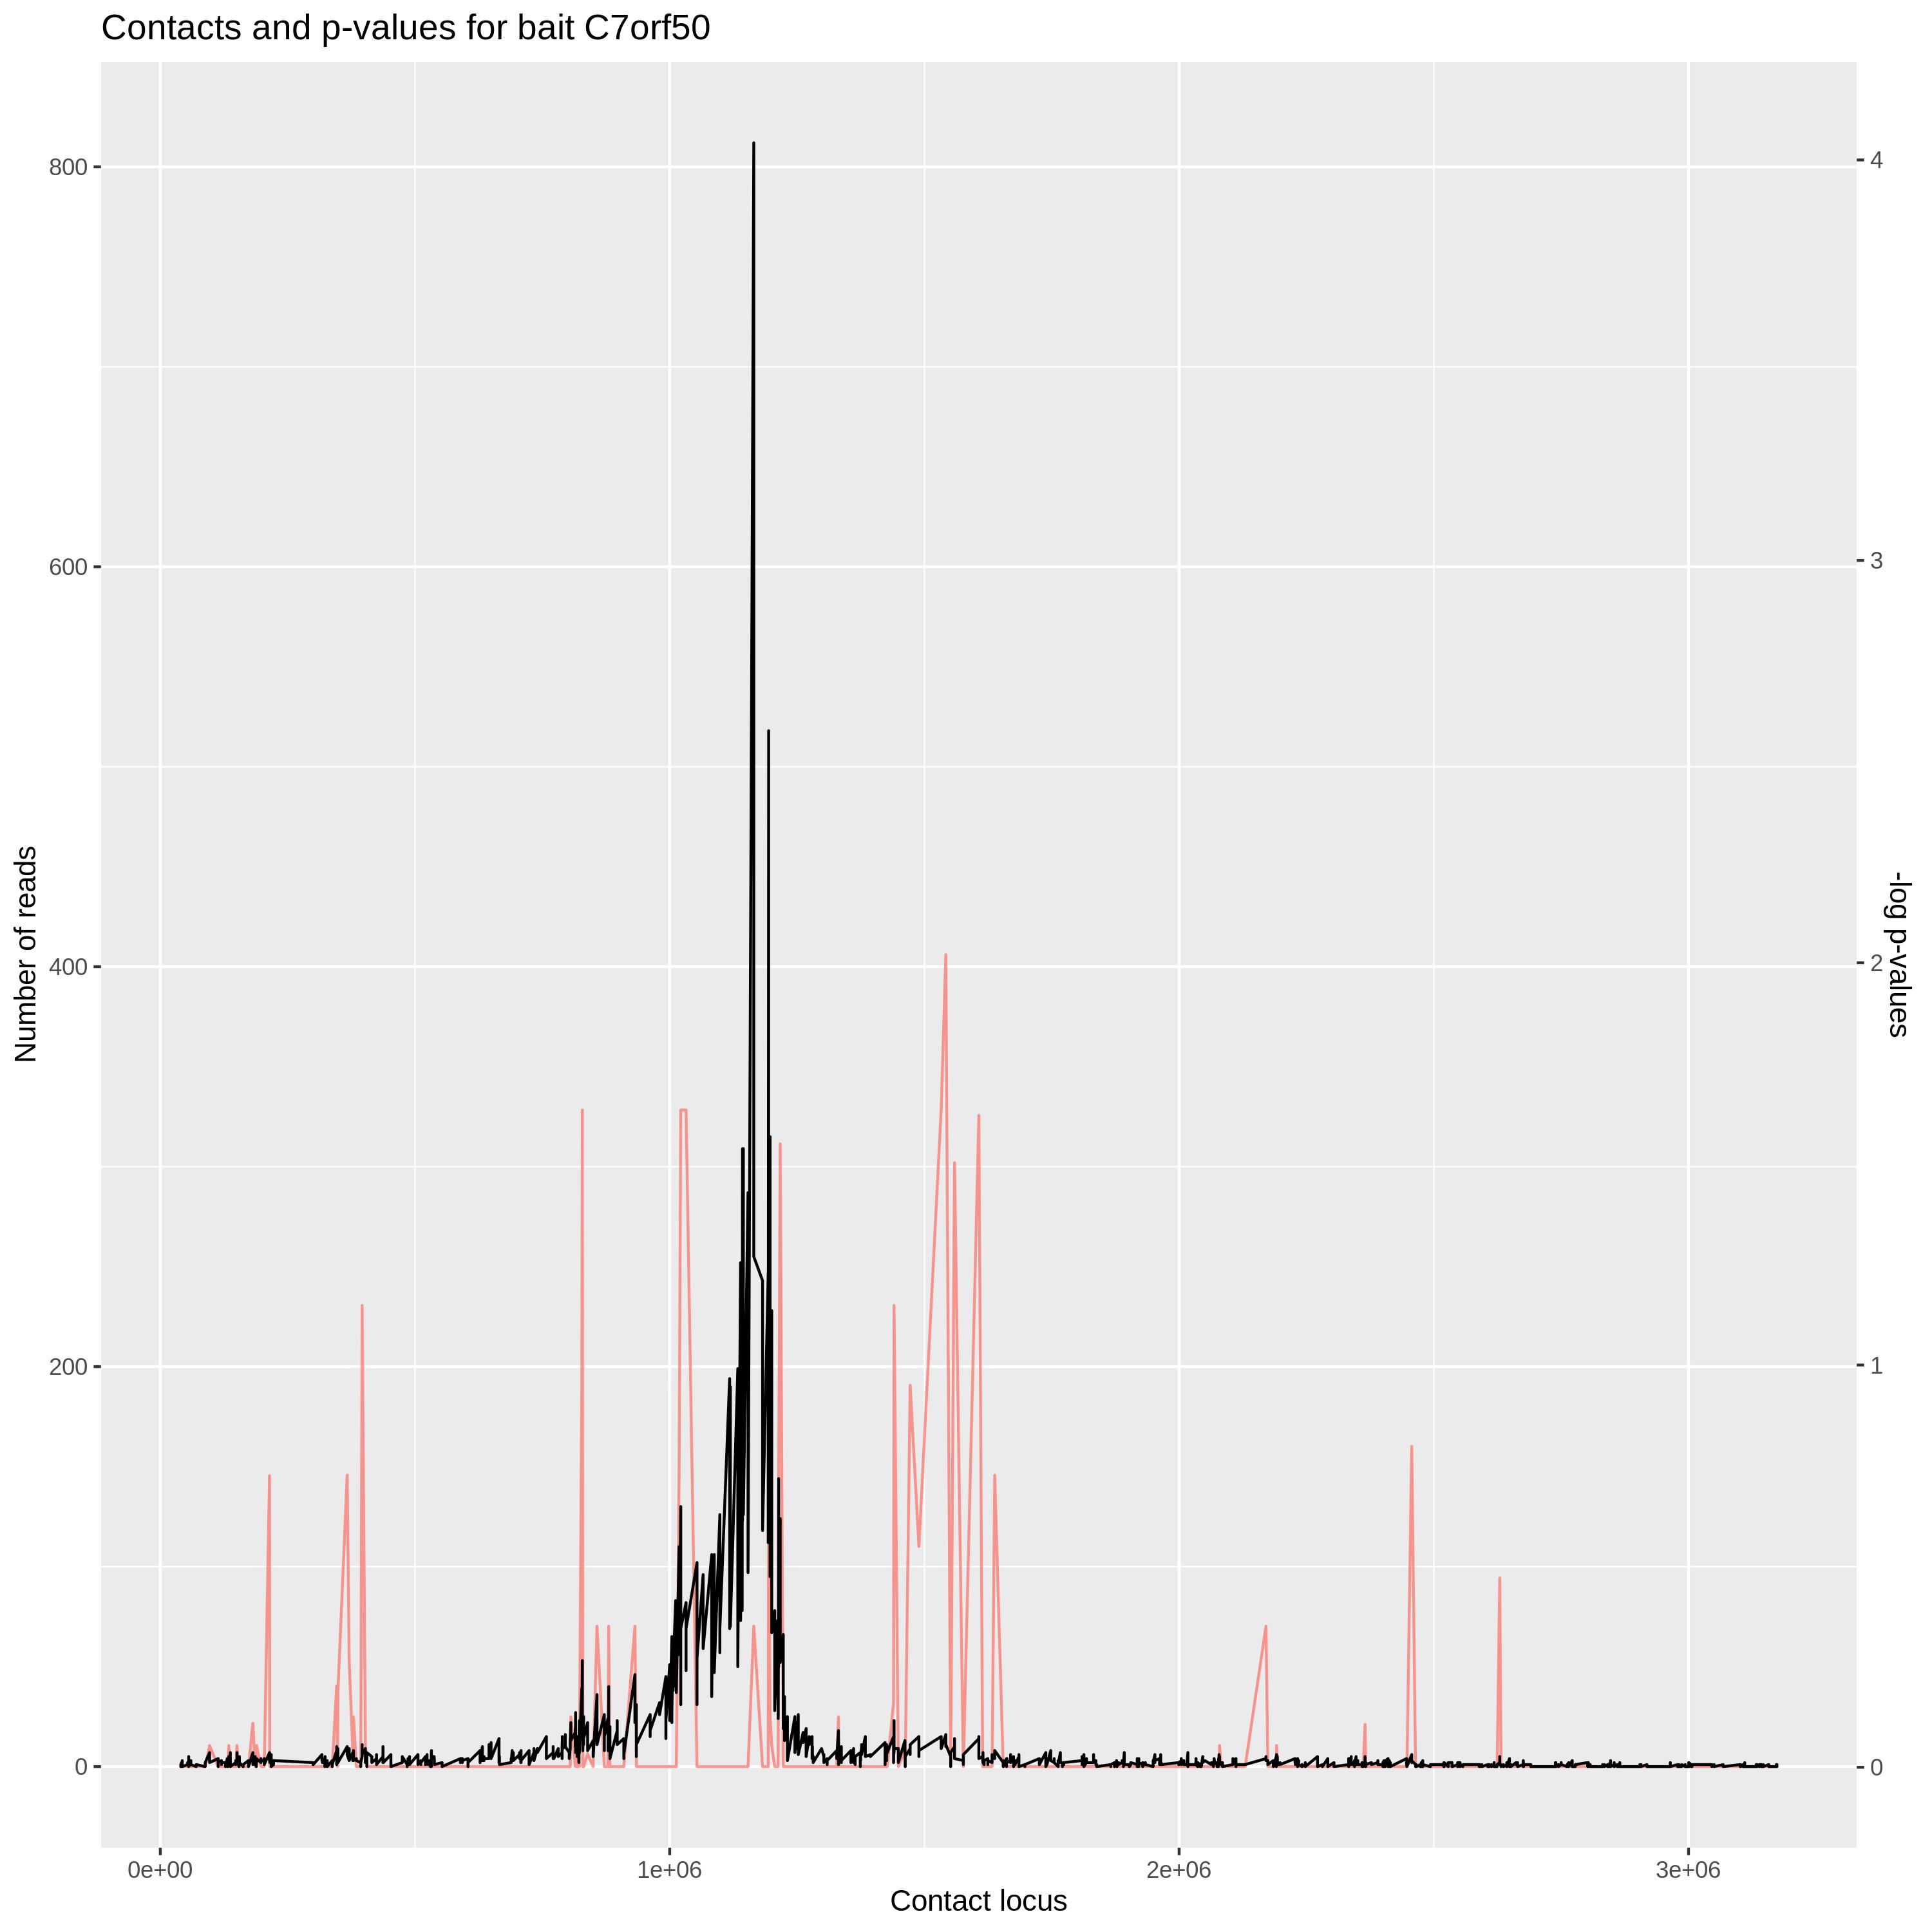 Contacts and p-values for bait C7orf50
800
600
400
200
0
4
3
2
1
0
Number of reads
-log p-values
0e+00
1e+06
2e+06
3e+06
Contact locus